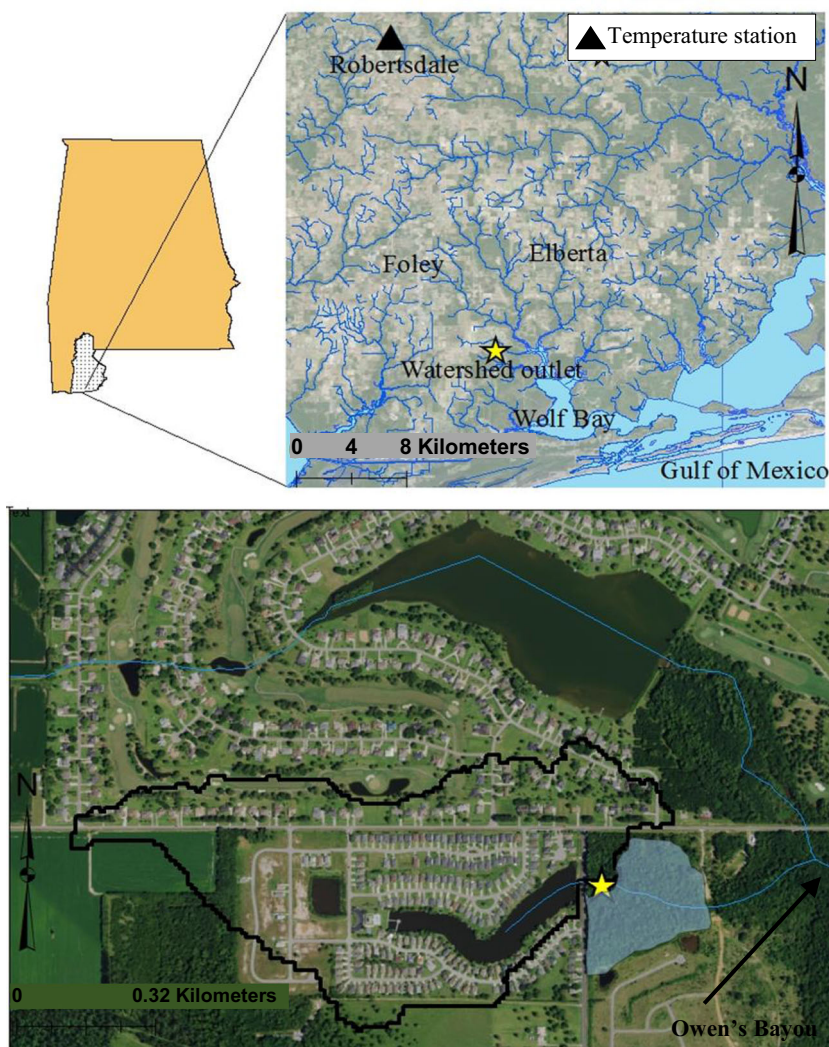 Temperature station
Robertsdale
N
Elberta
Foley
Watershed outlet
Wolf Bay
0 4 8 Kilometers
Gulf of Mexico
N
0 0.32 Kilometers
Owen's Bayou